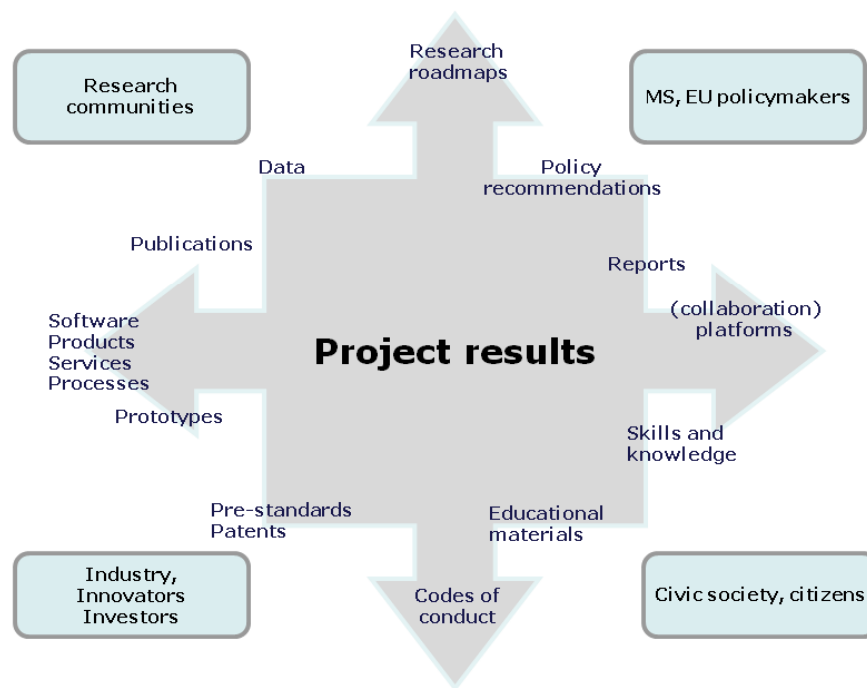 Research
roadmaps
Research
communities
MS, EU policymakers
Data
Policy
recommendations
Publications
Reports
(collaboration)
platforms
Software
Products
Services
Processes
Project results
Prototypes
Skills and
knowledge
Pre-standards
Patents
Educational
materials
Industry,
Innovators
Investors
Codes of
conduct
Civic society, citizens